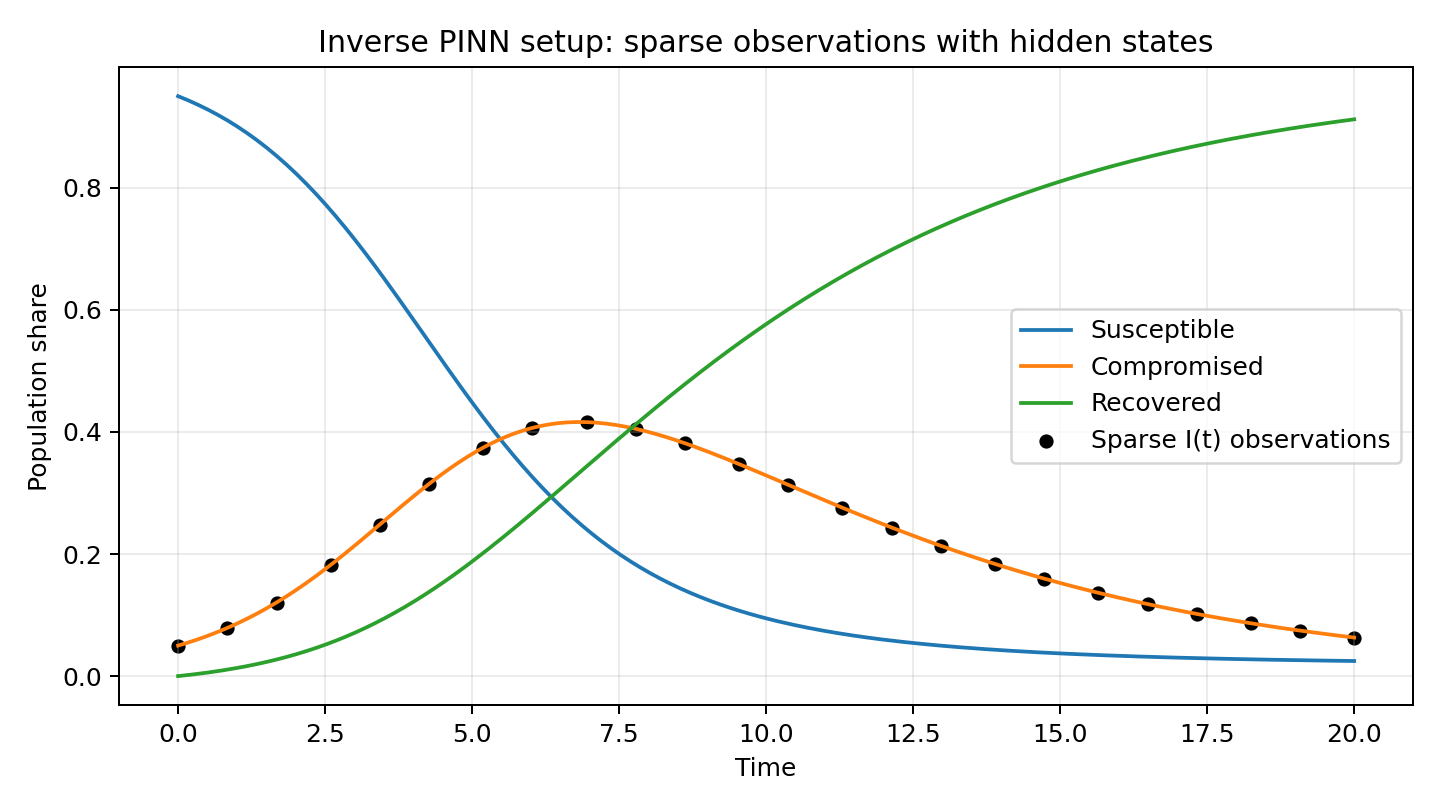 Inverse PINN setup: sparse observations with hidden states
Population share
0.8
0.6
0.4
0.2
0.0
Susceptible
Compromised
Recovered
Sparse I(t) observations
0.0 2.5 5.0 7.5 10.0 12.5 15.0 17.5 20.0
Time